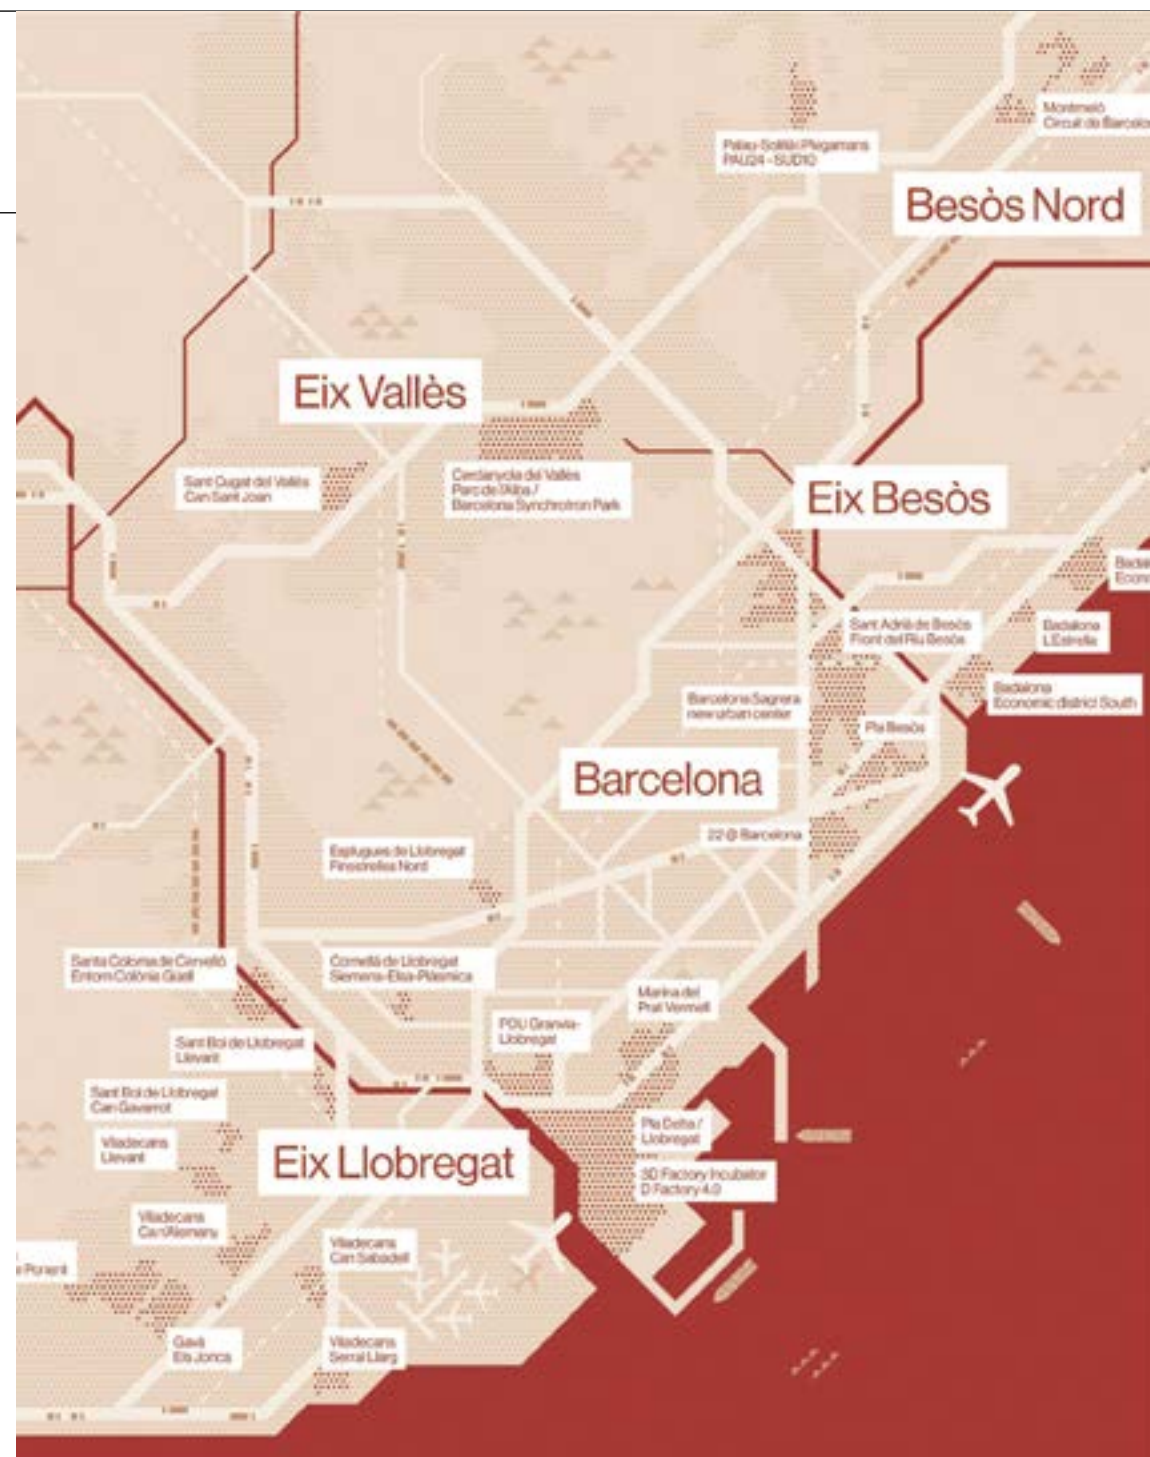 Montmeló
Circuit de Barcelo
Palau-Solità i Plegamans
PAU24 - SUD10
Besòs Nord
Eix Vallès
Sant Cugat del Vallès
Can Sant Joan
Cerdanyola del Vallès
Parc de l'Alba /
Barcelona Synchrotron Park
Eix Besòs
Sant Adrià de Besòs
Front del Riu Besòs
Badalona
L'Estrella
Badalona
Economic district South
Barcelona Sagrera
new urban center
Pla Besòs
Barcelona
22@ Barcelona
Esplugues de Llobregat
Finestrelles Nord
Santa Coloma de Cervelló
Entorn Colònia Güell
Cornellà de Llobregat
Siemens-Elsa-Plàsmica
Marina del
Prat Vermell
PDU Granvia-
Llobregat
Sant Boi de Llobregat
Llevant
Sant Boi de Llobregat
Can Gavarrot
Viladecans
Llevant
Pla Delta /
Llobregat
Eix Llobregat
3D Factory Incubator
D Factory 4.0
Viladecans
Ca n'Alemany
Viladecans
Can Sabadell
e Ponent
Gavà
Els Joncs
Viladecans
Serral Llarg